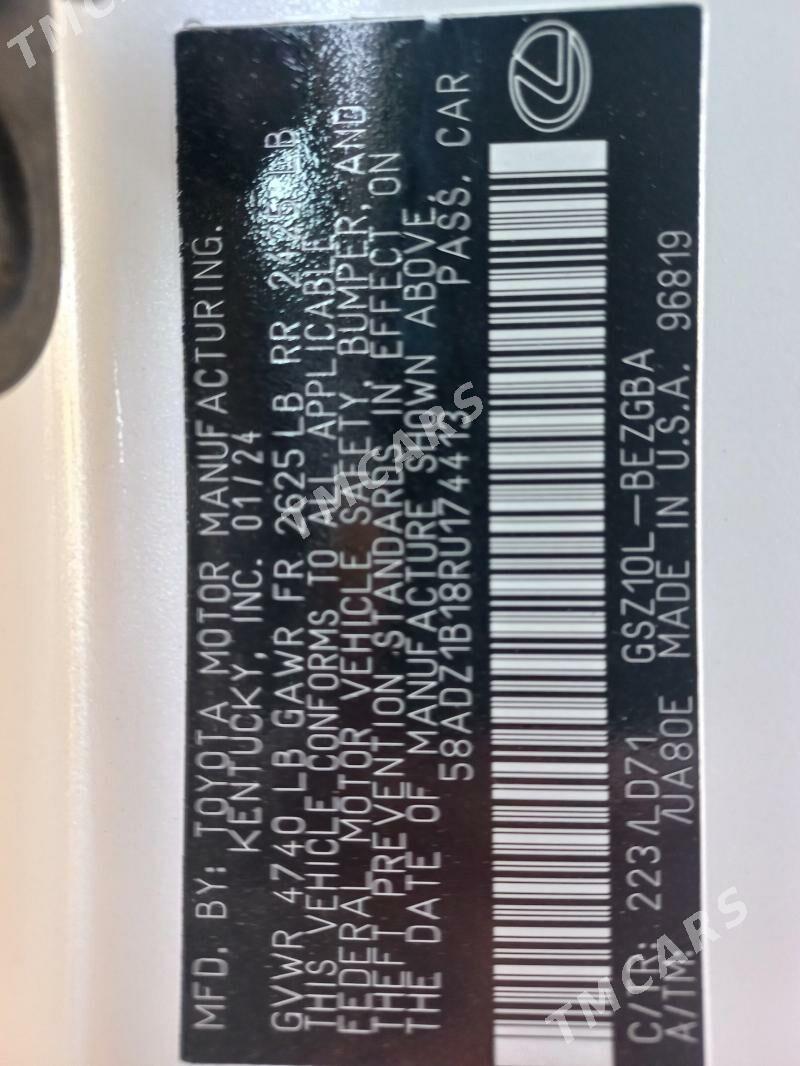 MFD. BY: TOYOTA MOTOR MANUFACTURING.
KENTUCKY, INC. 01/24
GVWR 4740 LB GAWR FR 2625 LB RR 2425 LB
THIS VEHICLE CONFORMS TO ALL APPLICABLE
FEDERAL MOTOR VEHICLE SAFETY, BUMPER, AND
THEFT PREVENTION STANDARDS IN EFFECT ON
THE DATE OF MANUFACTURE SHOWN ABOVE.
58ADZ1B18RU174413 PASS. CAR
C/TR: 223/LD71 GSZ10L-BEZGBA
A/TM: /UA80E MADE IN U.S.A. 96819
TMCARS
TMCARS
TMCARS